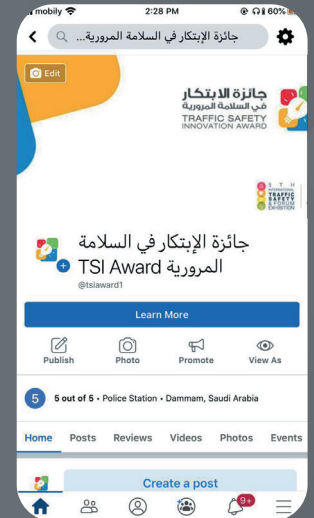 mobily 2:28 PM 60%
جائزة الإبتكار في السلامة المرورية...
Edit
جائزة الابتكار
في السلامة المرورية
TRAFFIC SAFETY
INNOVATION AWARD
5 T H
INTERNATIONAL
TRAFFIC
SAFETY
& FORUM
EXHIBITION
جائزة الإبتكار في السلامة
المرورية TSI Award
@tsiaward1
Learn More
Publish Photo Promote View As
5 5 out of 5 • Police Station • Dammam, Saudi Arabia
Home Posts Reviews Videos Photos Events
Create a post
9+